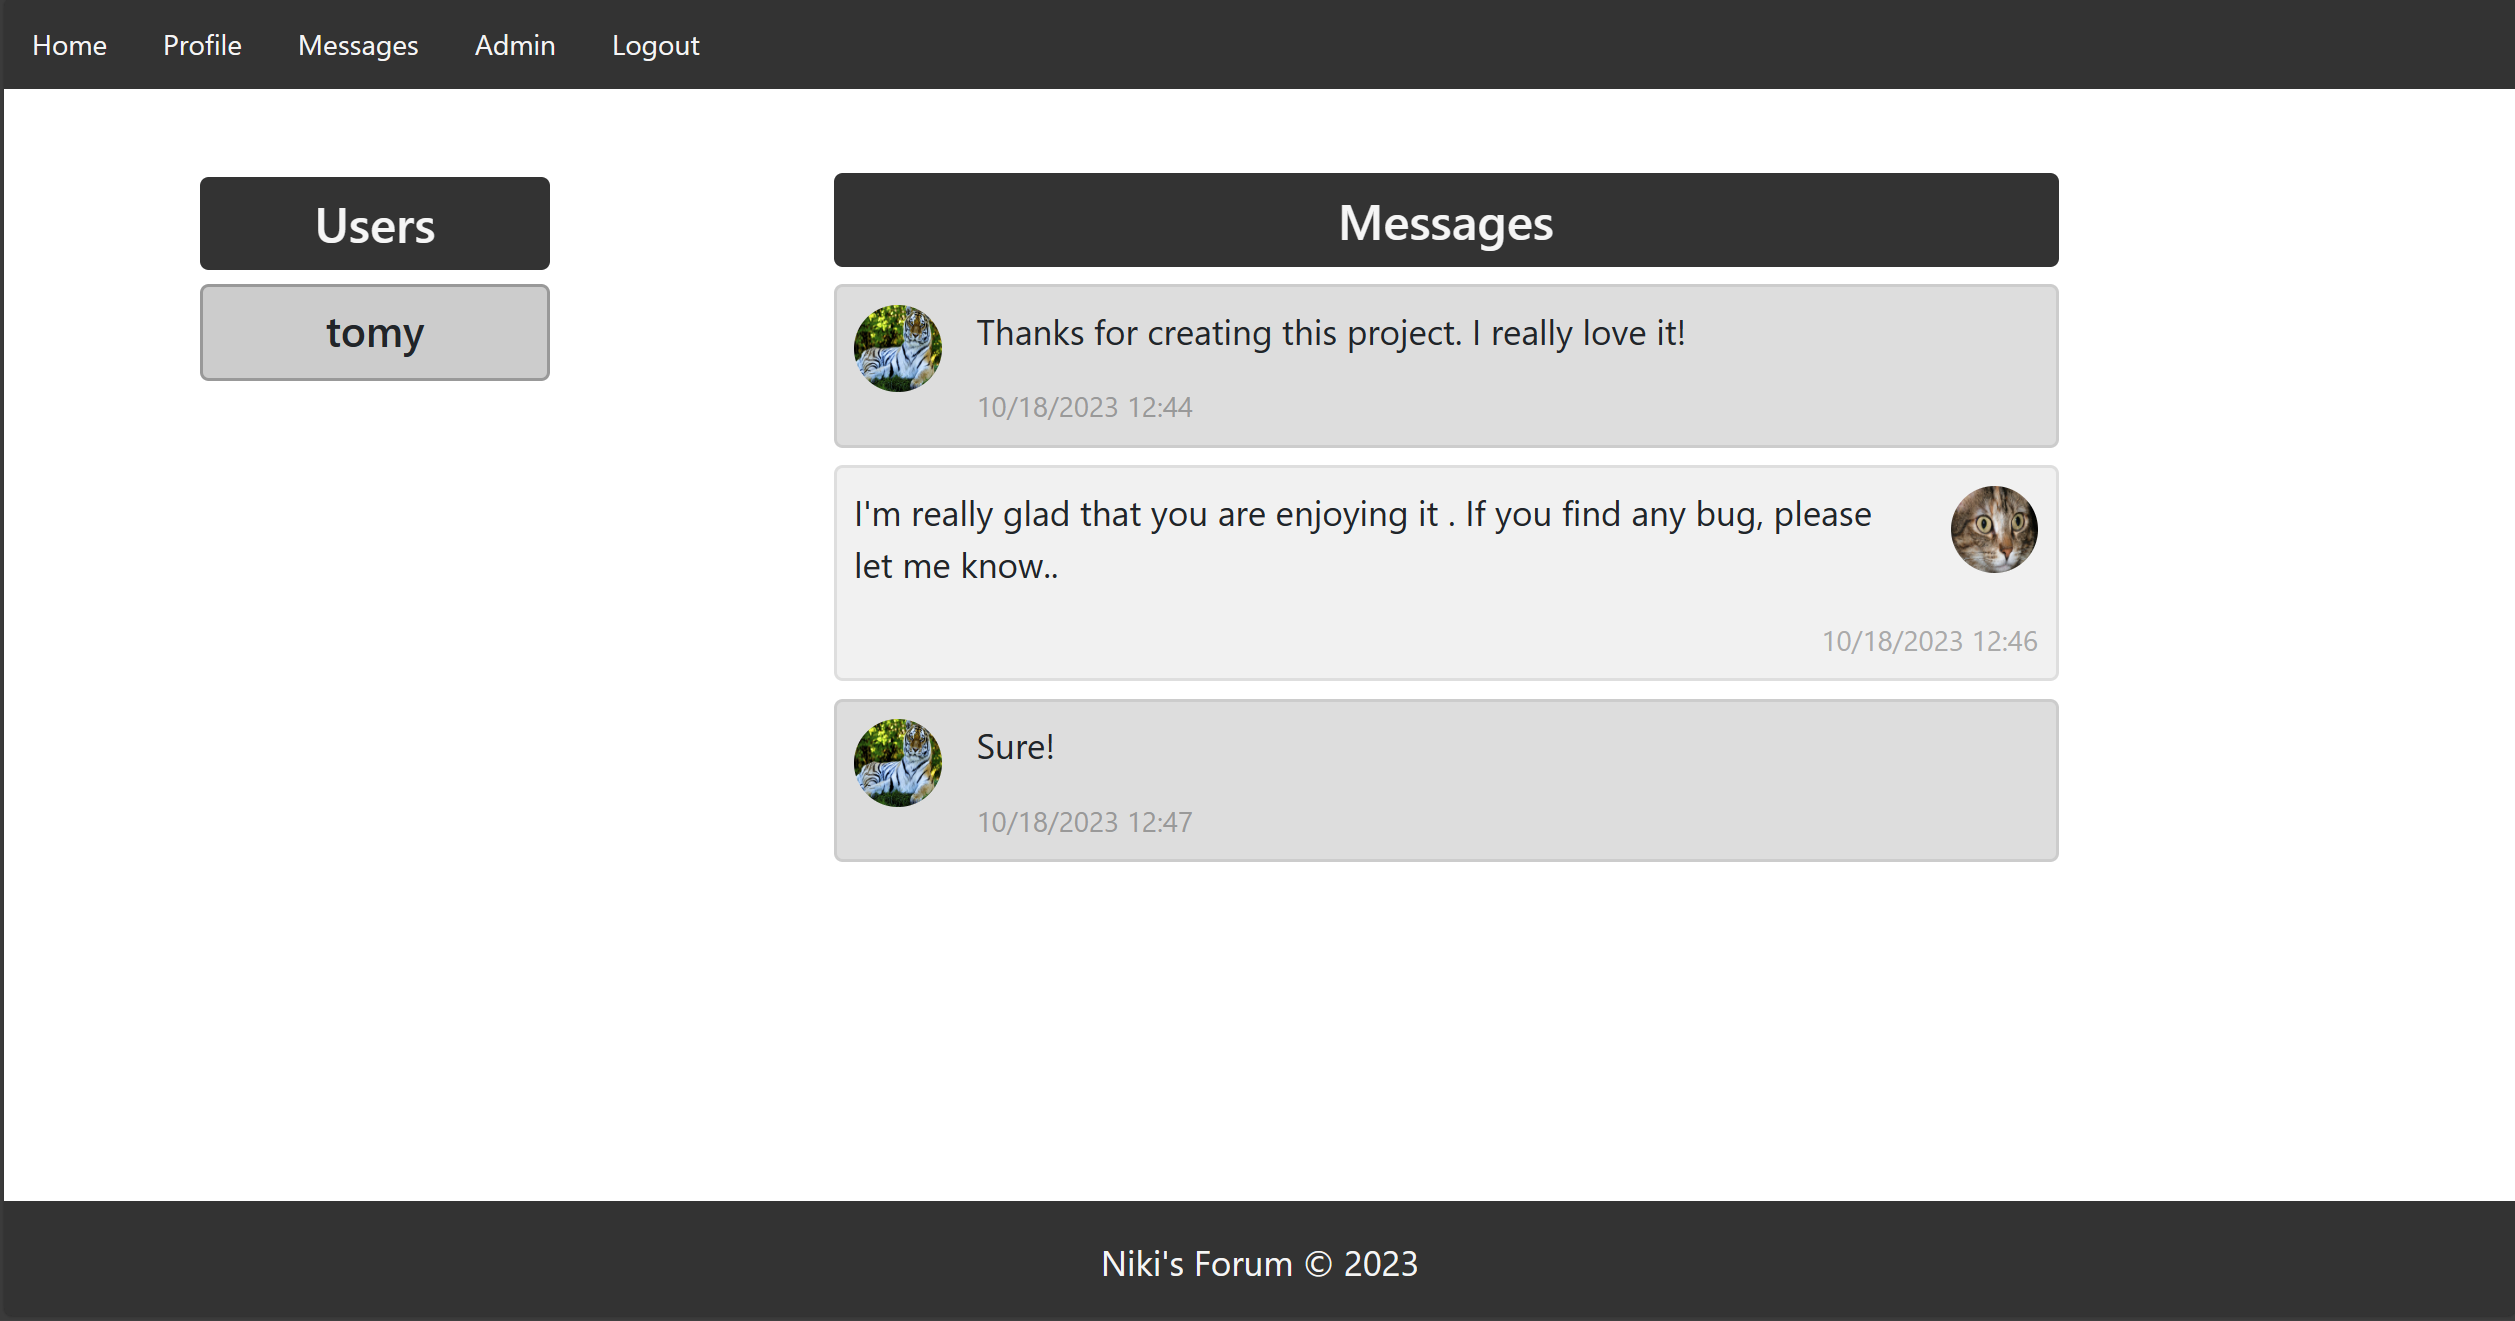 Home Profile Messages Admin Logout
Users
tomy
Messages
Thanks for creating this project. I really love it!
10/18/2023 12:44
I'm really glad that you are enjoying it . If you find any bug, please
let me know..
10/18/2023 12:46
Sure!
10/18/2023 12:47
Niki's Forum © 2023